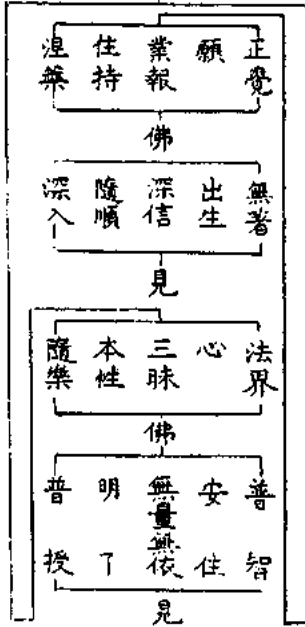 正覺
願
業報
住持
涅槃
佛
無著
出生
深信
隨順
深入
見
法界
心
三昧
本性
隨樂
佛
普智
安住
無量無依
明了
普授
見